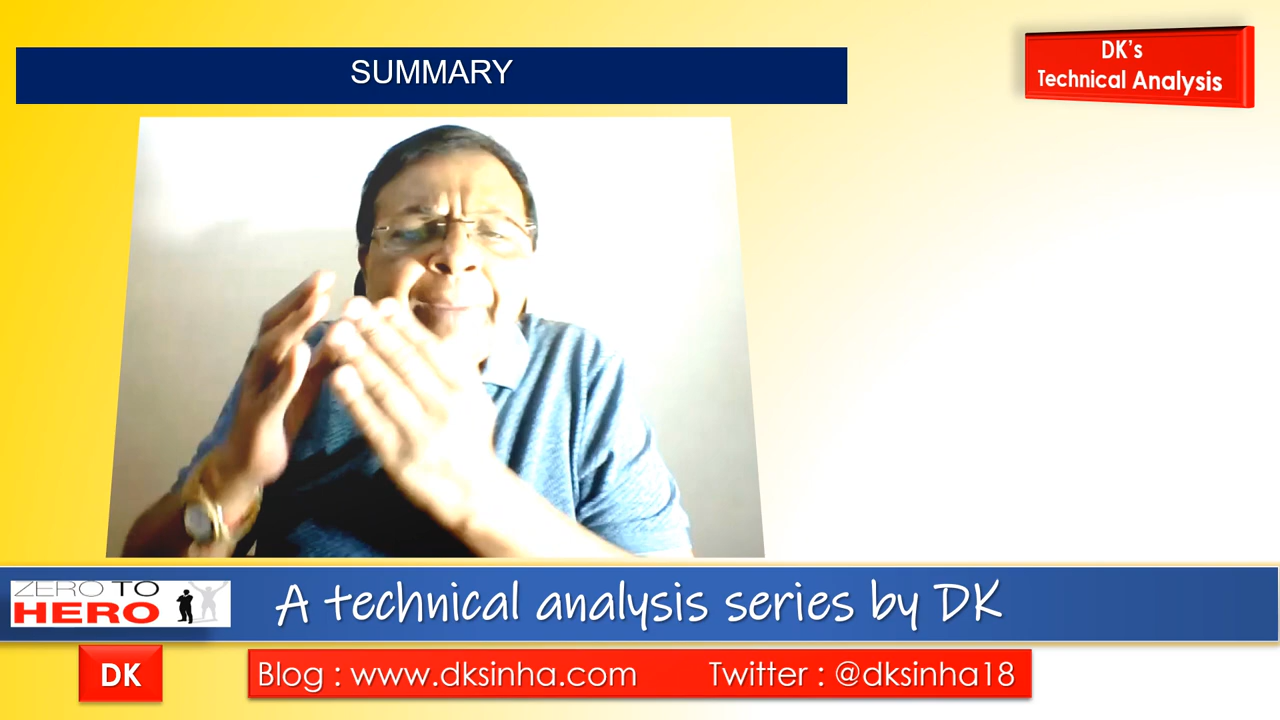 SUMMARY
DK's
Technical Analysis
ZERO TO
HERO
A technical analysis series by DK
DK
Blog : www.dksinha.com Twitter : @dksinha18